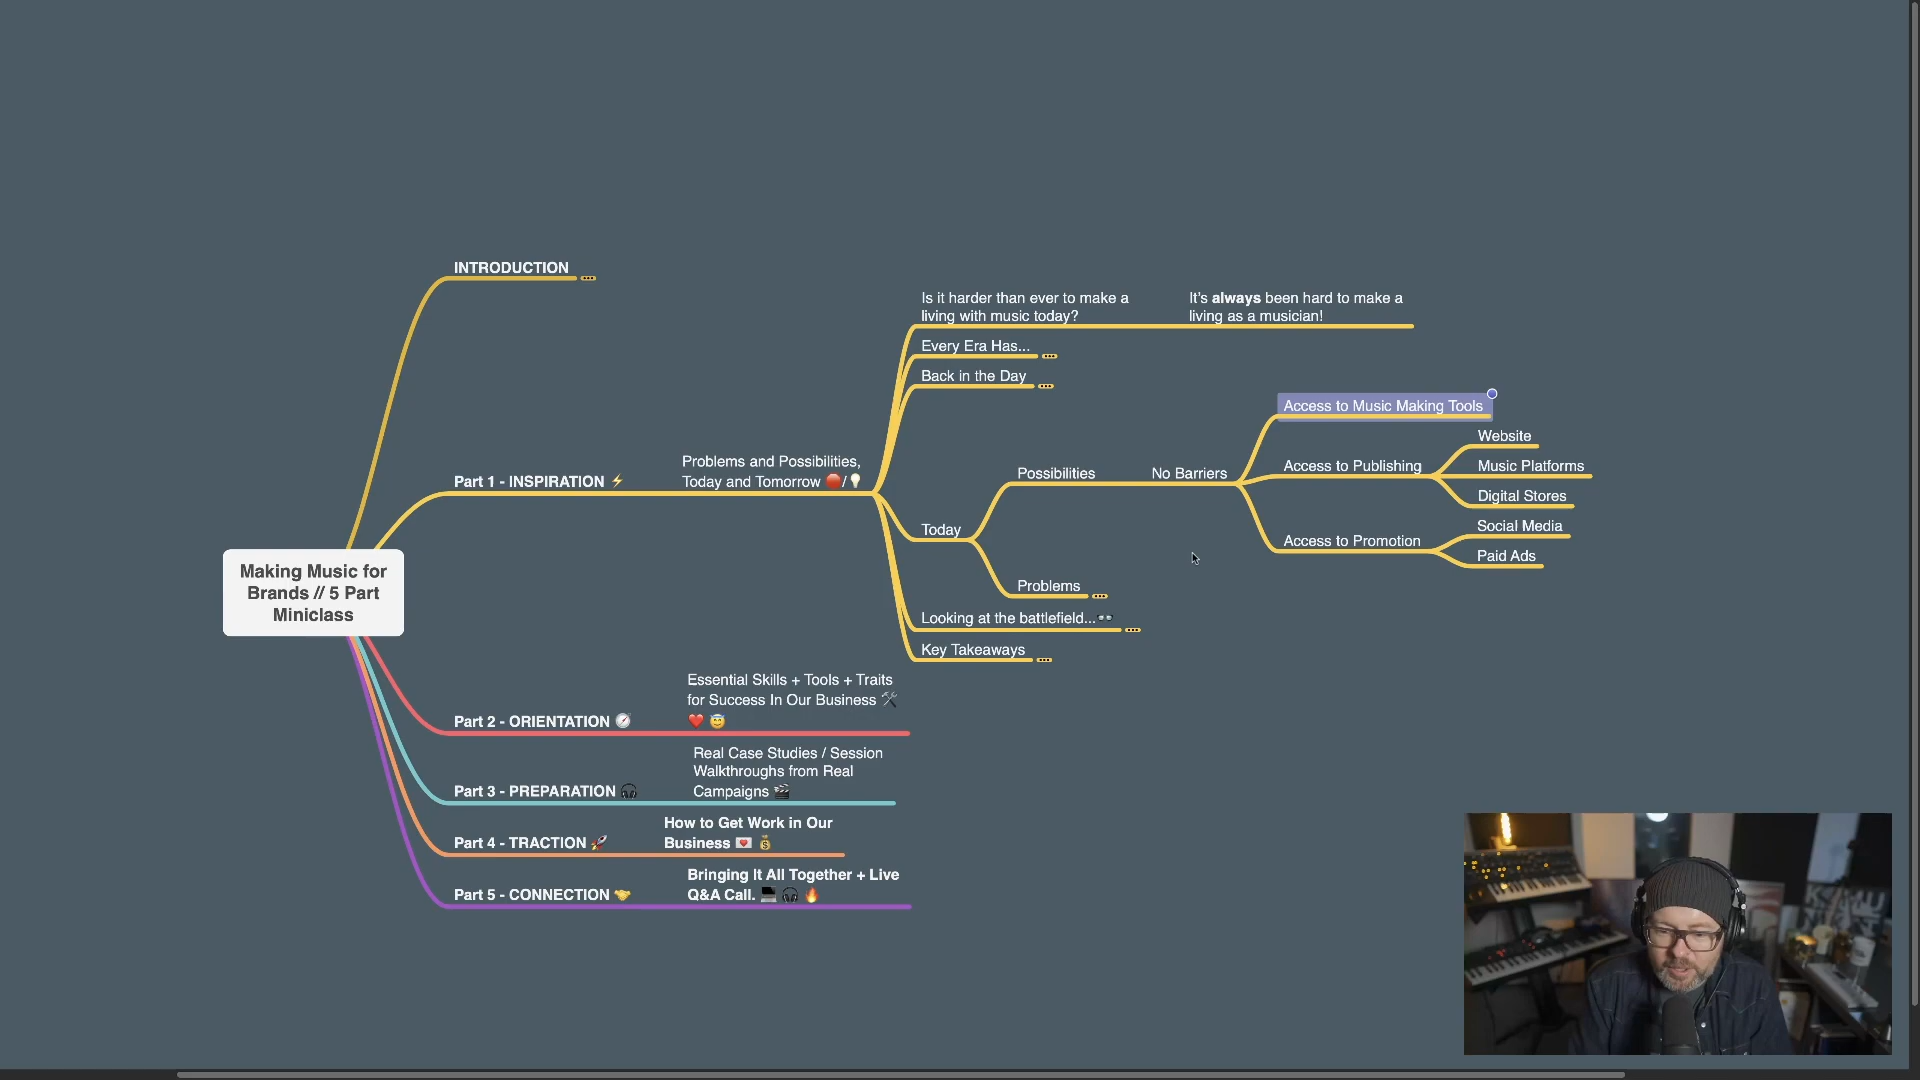 INTRODUCTION
Is it harder than ever to make a
living with music today?
It's always been hard to make a
living as a musician!
Every Era Has...
Back in the Day
Access to Music Making Tools
Website
Part 1 - INSPIRATION ⚡
Problems and Possibilities,
Today and Tomorrow 🛑/💡
Possibilities
No Barriers
Access to Publishing
Music Platforms
Digital Stores
Today
Access to Promotion
Social Media
Paid Ads
Problems
Making Music for
Brands // 5 Part
Miniclass
Looking at the battlefield...👓
Key Takeaways
Part 2 - ORIENTATION 🧭
Essential Skills + Tools + Traits
for Success In Our Business 🛠
❤️ 😇
Part 3 - PREPARATION 🎧
Real Case Studies / Session
Walkthroughs from Real
Campaigns 🎬
Part 4 - TRACTION 🚀
How to Get Work in Our
Business 💌 💰
Part 5 - CONNECTION 🤝
Bringing It All Together + Live
Q&A Call. 💻 🎧 🔥